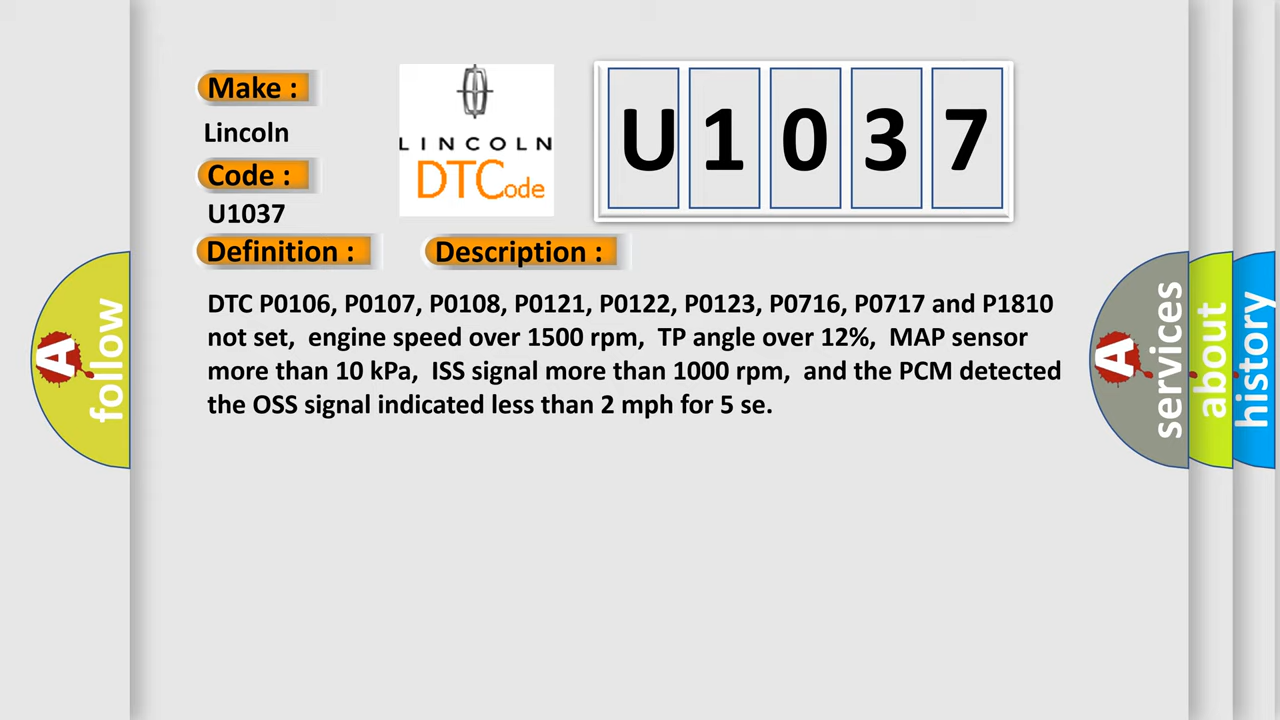 Make :
Lincoln
Code :
U1037
Definition :
Description :
LINCOLN
DTCode
U1037
DTC P0106, P0107, P0108, P0121, P0122, P0123, P0716, P0717 and P1810
not set, engine speed over 1500 rpm, TP angle over 12%, MAP sensor
more than 10 kPa, ISS signal more than 1000 rpm, and the PCM detected
the OSS signal indicated less than 2 mph for 5 se.
A follow
A services
about
history